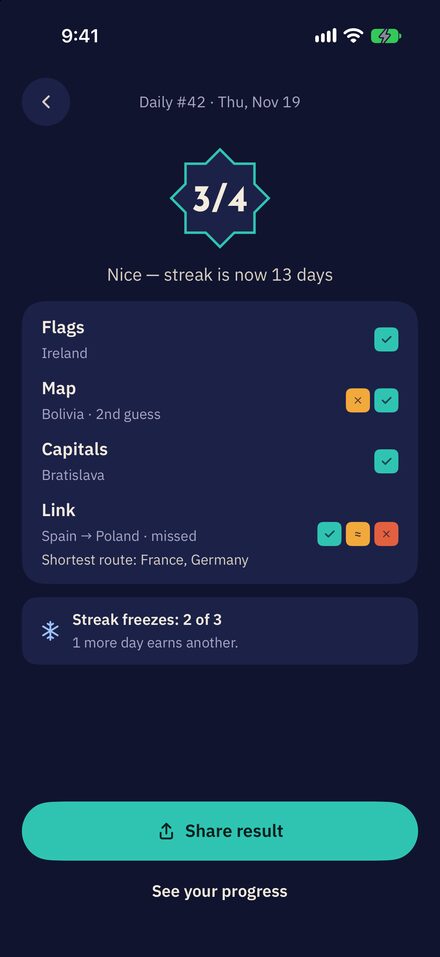 9:41
Daily #42 · Thu, Nov 19
3/4
Nice — streak is now 13 days
Flags
Ireland
Map
Bolivia · 2nd guess
Capitals
Bratislava
Link
Spain → Poland · missed
≈
Shortest route: France, Germany
Streak freezes: 2 of 3
1 more day earns another.
Share result
See your progress